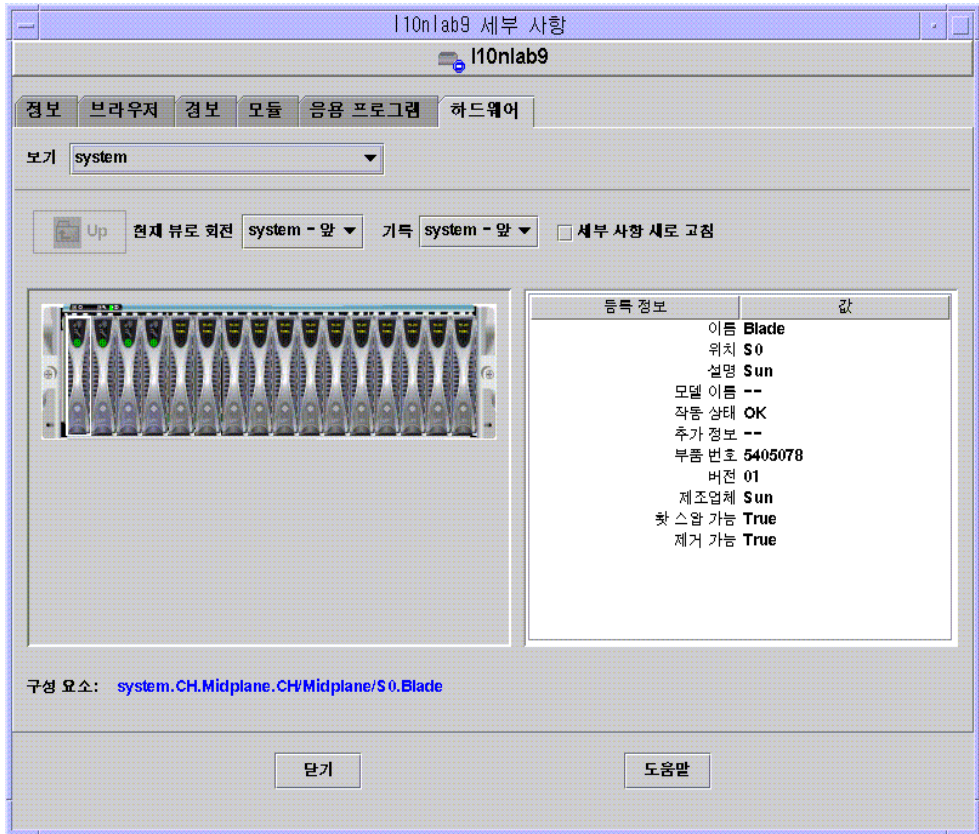 l10nlab9 세부 사항
l10nlab9
정보 브라우저 경보 모듈 응용 프로그램 하드웨어
보기 system
Up 현재 뷰로 회전 system - 앞 기록 system - 앞 세부 사항 새로 고침
등록 정보 값
이름 Blade
위치 S0
설명 Sun
모델 이름 --
작동 상태 OK
추가 정보 --
부품 번호 5405078
버전 01
제조업체 Sun
핫 스왑 가능 True
제거 가능 True
구성 요소: system.CH.Midplane.CH/Midplane/S0.Blade
닫기 도움말